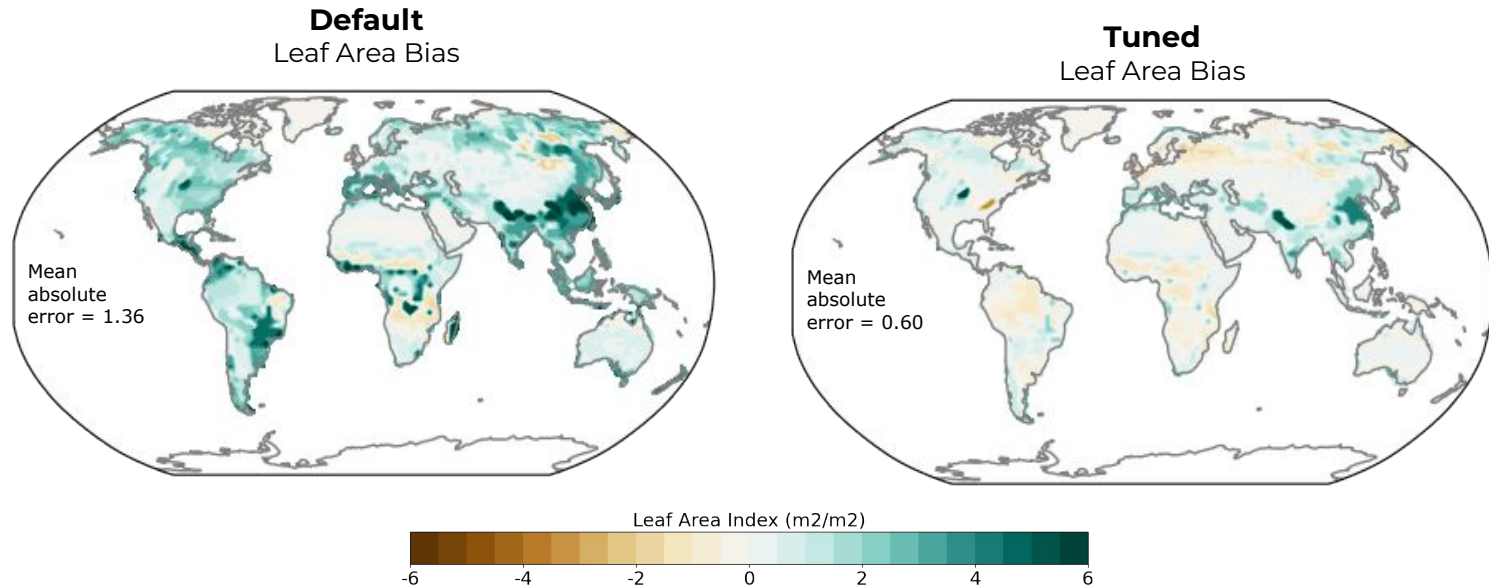 Default
Leaf Area Bias
Mean
absolute
error = 1.36
Tuned
Leaf Area Bias
Mean
absolute
error = 0.60
Leaf Area Index (m2/m2)
-6 -4 -2 0 2 4 6